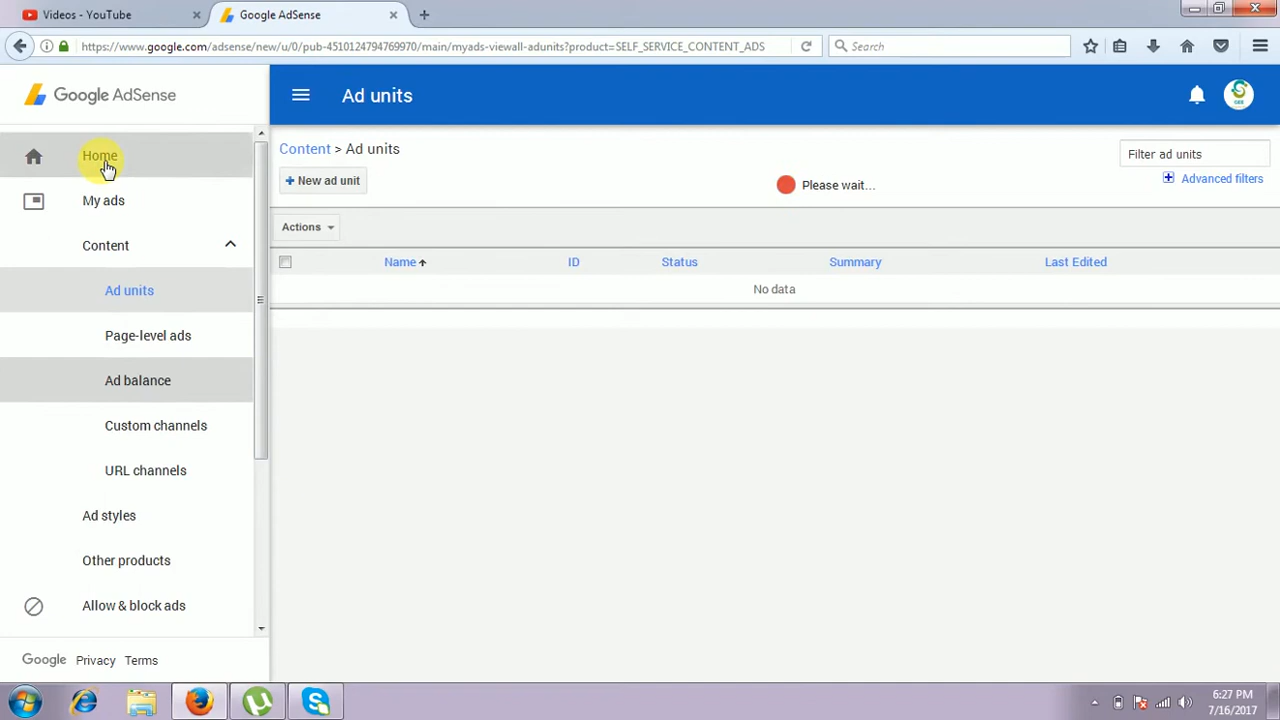 Videos - YouTube
Google AdSense
https://www.google.com/adsense/new/u/0/pub-4510124794769970/main/myads-viewall-adunits?product=SELF_SERVICE_CONTENT_ADS
Search
Google AdSense
Ad units
GEE
Home
My ads
Content
Ad units
Page-level ads
Ad balance
Custom channels
URL channels
Ad styles
Other products
Allow & block ads
Google Privacy Terms
Content > Ad units
Filter ad units
+ New ad unit
Please wait...
Advanced filters
Actions
Name ID Status Summary Last Edited
No data
6:27 PM
7/16/2017